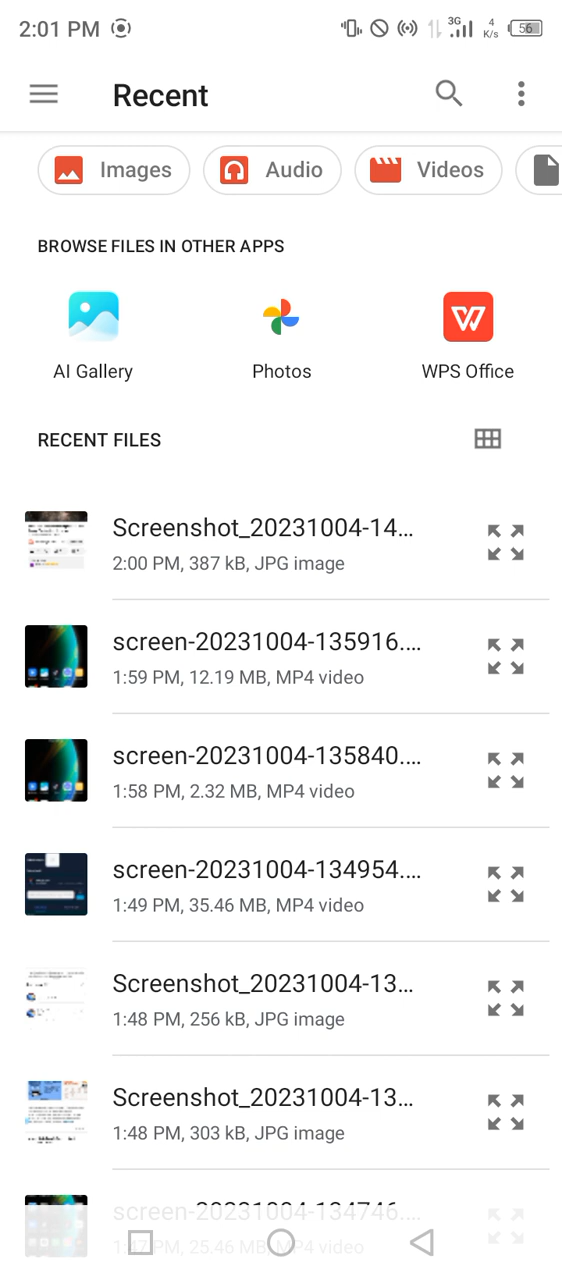 2:01 PM
3G
4
K/s
56
Recent
Images
Audio
Videos
BROWSE FILES IN OTHER APPS
AI Gallery
Photos
WPS Office
RECENT FILES
Screenshot_20231004-14...
2:00 PM, 387 kB, JPG image
screen-20231004-135916....
1:59 PM, 12.19 MB, MP4 video
screen-20231004-135840....
1:58 PM, 2.32 MB, MP4 video
screen-20231004-134954....
1:49 PM, 35.46 MB, MP4 video
Screenshot_20231004-13...
1:48 PM, 256 kB, JPG image
Screenshot_20231004-13...
1:48 PM, 303 kB, JPG image
screen-20231004-134746....
1:47 PM, 25.46 MB, MP4 video